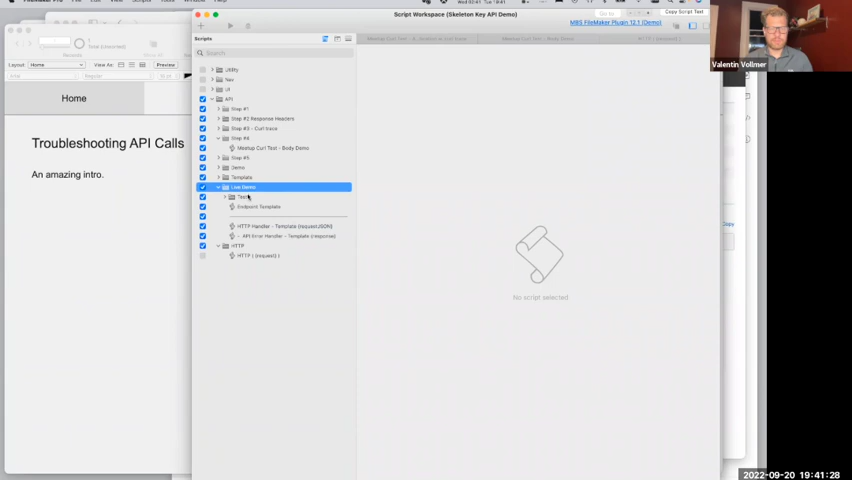 Script Workspace (Skeleton Key API Demo)
Copy Script Text
MBS FileMaker Plugin 12.1 (Demo)
Valentin Vollmer
Scripts
Search
Utility
Nav
UI
API
Step #1
Step #2 Response Headers
Step #3 - Curl trace
Step #4
Meetup Curl Test - Body Demo
Step #5
Demo
Template
Live Demo
Endpoint Template
HTTP Handler - Template (requestJSON)
API Error Handler - Template (response)
HTTP
HTTP ( {request} )
No script selected
Layout: Home
View As:
Preview
Home
Troubleshooting API Calls
An amazing intro.
Copy
2022-09-20 19:41:28